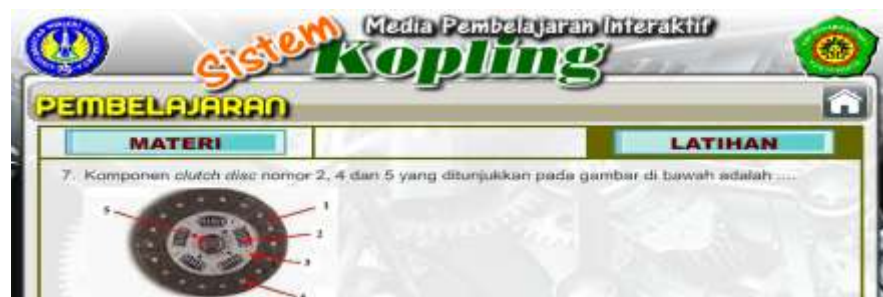 Media Pembelajaran Interaktif
Sistem
Kopling
PEMBELAJARAN
MATERI
LATIHAN
7. Komponen clutch disc nomor 2, 4 dan 5 yang ditunjukkan pada gambar di bawah adalah ....
5
1
2
3
4